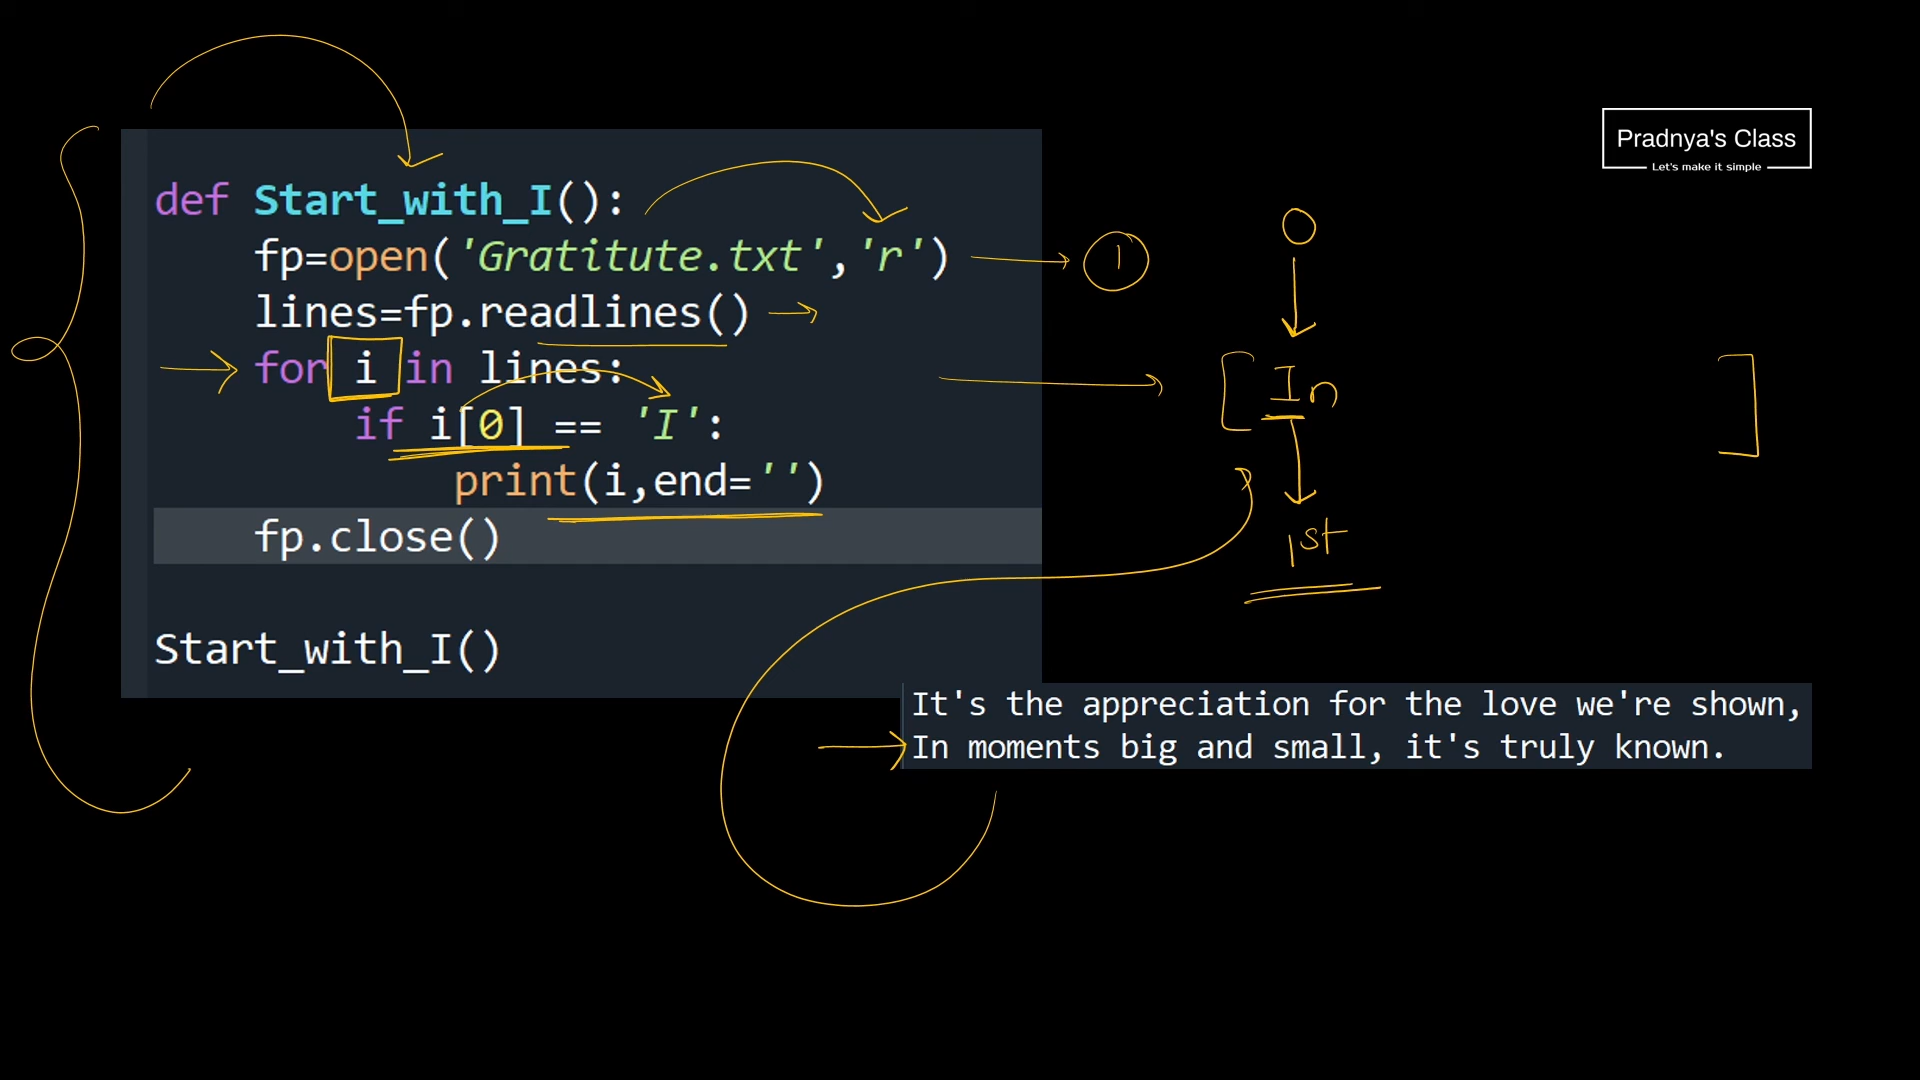 Pradnya's Class
Let's make it simple
def Start_with_I():
fp=open('Gratitute.txt','r')
lines=fp.readlines()
for i in lines:
if i[0] == 'I':
print(i,end='')
fp.close()
Start_with_I()
1
0
[ In ]
1st
It's the appreciation for the love we're shown,
In moments big and small, it's truly known.